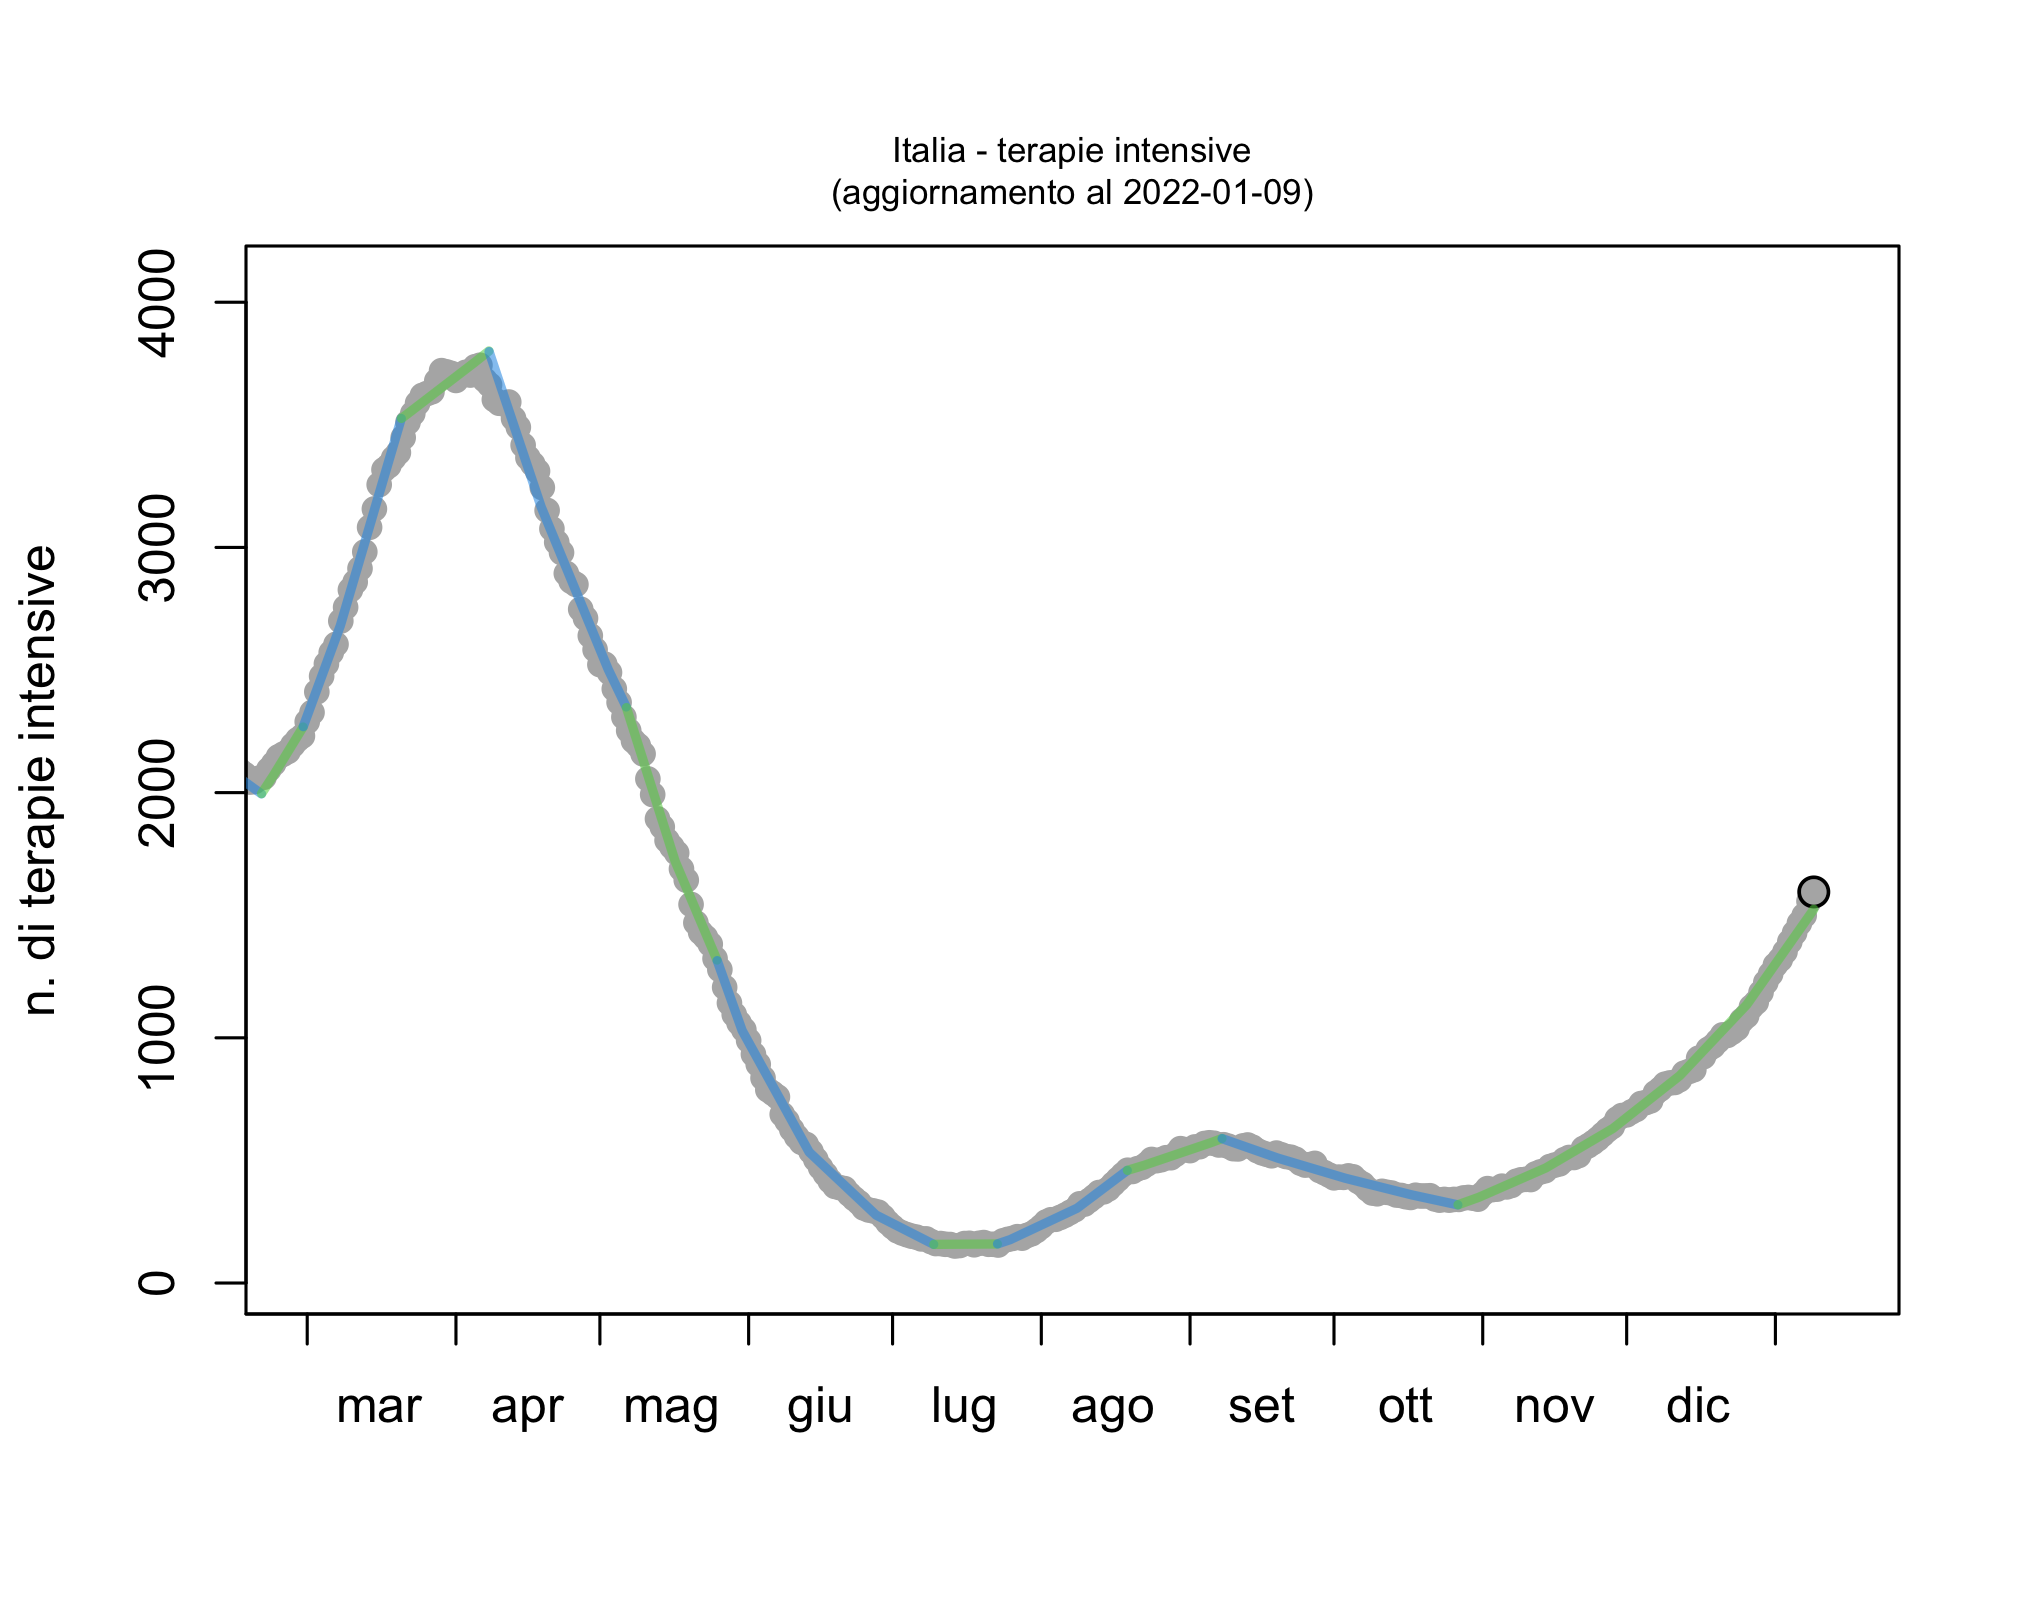 Italia - terapie intensive
(aggiornamento al 2022-01-09)
n. di terapie intensive
4000
3000
2000
1000
0
mar apr mag giu lug ago set ott nov dic